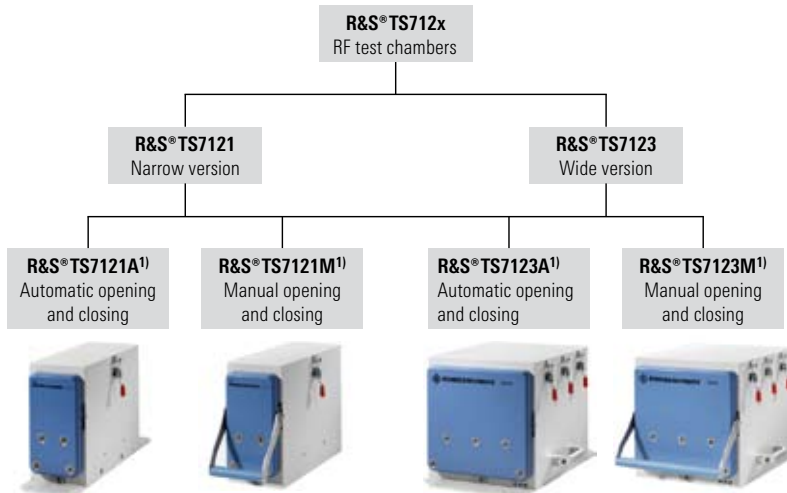 R&S®TS712x
RF test chambers
R&S®TS7121
Narrow version
R&S®TS7123
Wide version
R&S®TS7121A1)
Automatic opening
and closing
R&S®TS7121M1)
Manual opening
and closing
R&S®TS7123A1)
Automatic opening
and closing
R&S®TS7123M1)
Manual opening
and closing